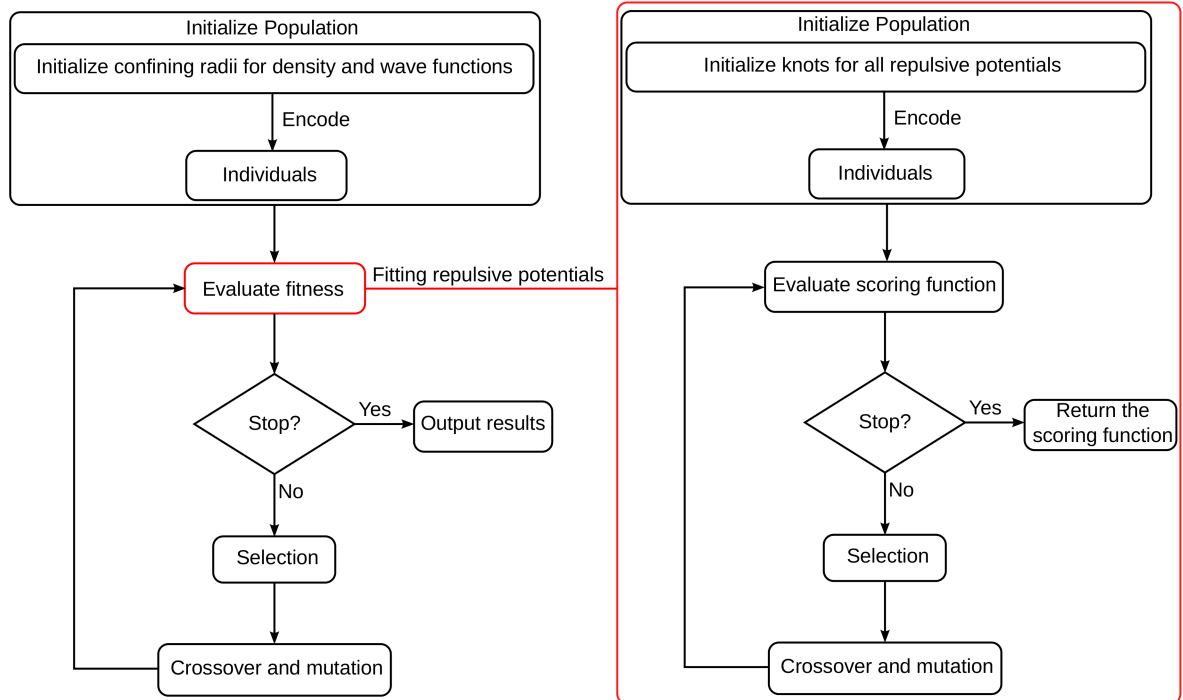 Initialize Population
Initialize confining radii for density and wave functions
Encode
Individuals
Evaluate fitness
Fitting repulsive potentials
Stop?
Yes
Output results
No
Selection
Crossover and mutation
Initialize Population
Initialize knots for all repulsive potentials
Encode
Individuals
Evaluate scoring function
Stop?
Yes
Return the
scoring function
No
Selection
Crossover and mutation